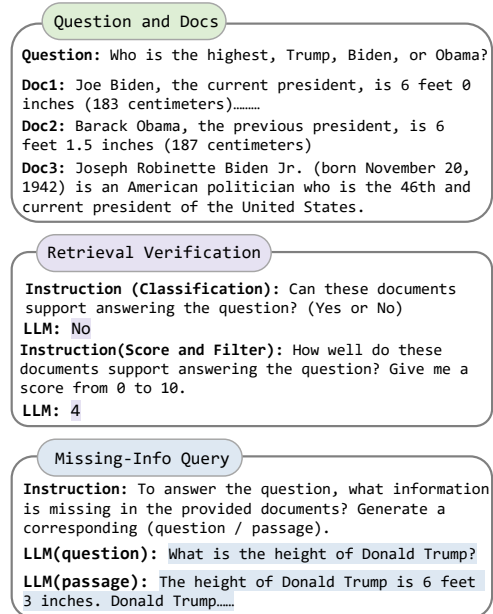 Question and Docs
Question: Who is the highest, Trump, Biden, or Obama?
Doc1: Joe Biden, the current president, is 6 feet 0
inches (183 centimeters)………
Doc2: Barack Obama, the previous president, is 6
feet 1.5 inches (187 centimeters)
Doc3: Joseph Robinette Biden Jr. (born November 20,
1942) is an American politician who is the 46th and
current president of the United States.
Retrieval Verification
Instruction (Classification): Can these documents
support answering the question? (Yes or No)
LLM: No
Instruction(Score and Filter): How well do these
documents support answering the question? Give me a
score from 0 to 10.
LLM: 4
Missing-Info Query
Instruction: To answer the question, what information
is missing in the provided documents? Generate a
corresponding (question / passage).
LLM(question): What is the height of Donald Trump?
LLM(passage): The height of Donald Trump is 6 feet
3 inches. Donald Trump……